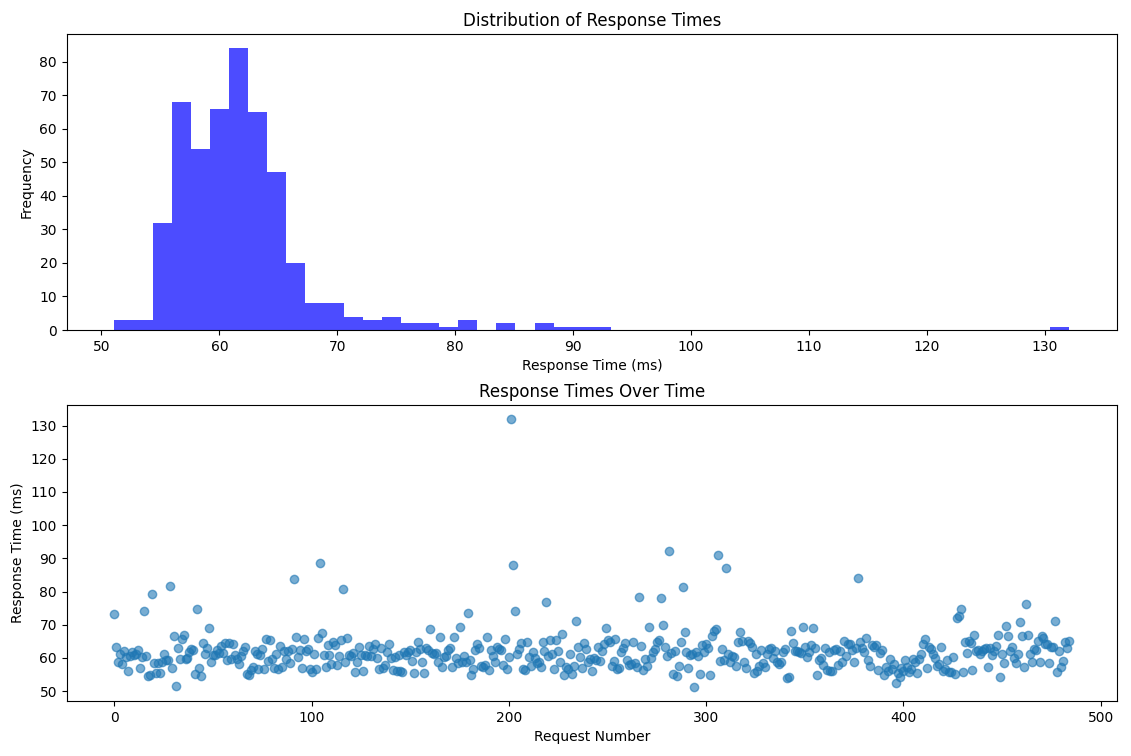 Distribution of Response Times
80
70
60
50
40
30
20
10
0
Frequency
50 60 70 80 90 100 110 120 130
Response Time (ms)
Response Times Over Time
130
120
110
100
90
80
70
60
50
Response Time (ms)
0 100 200 300 400 500
Request Number